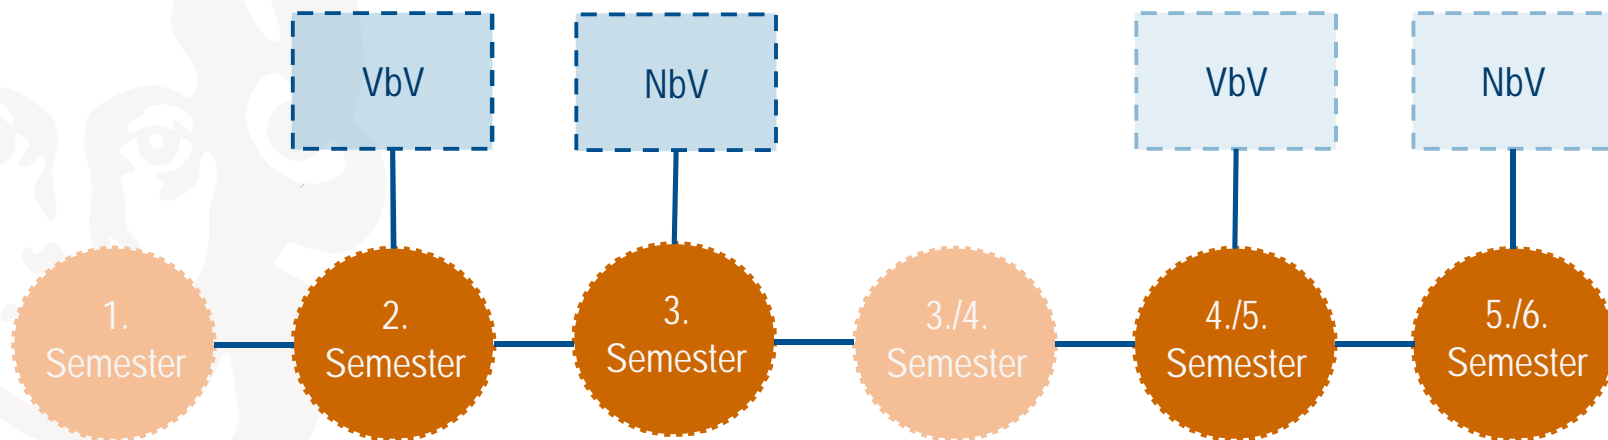 VbV
NbV
VbV
NbV
1.
Semester
2.
Semester
3.
Semester
3./4.
Semester
4./5.
Semester
5./6.
Semester